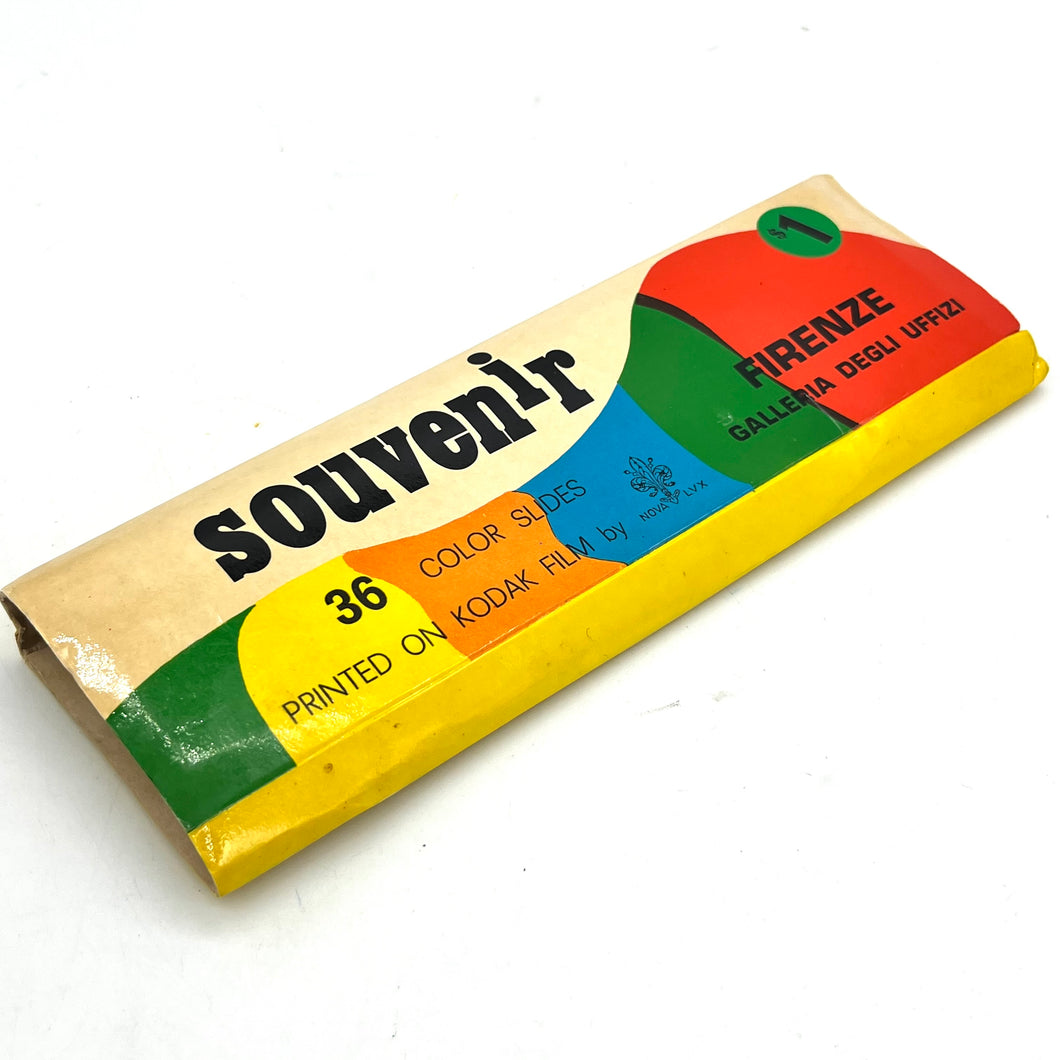 souvenir
$1
FIRENZE
GALLERIA DEGLI UFFIZI
36 COLOR SLIDES
PRINTED ON KODAK FILM by NOVA LVX